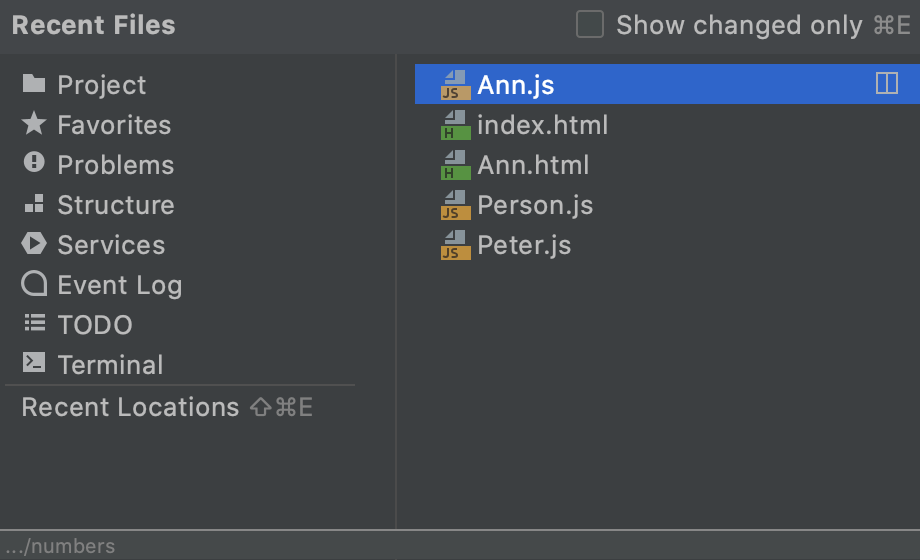 Recent Files
Show changed only ⌘E
Project
Favorites
Problems
Structure
Services
Event Log
TODO
Terminal
Recent Locations ⇧⌘E
JS Ann.js
H index.html
H Ann.html
JS Person.js
JS Peter.js
.../numbers